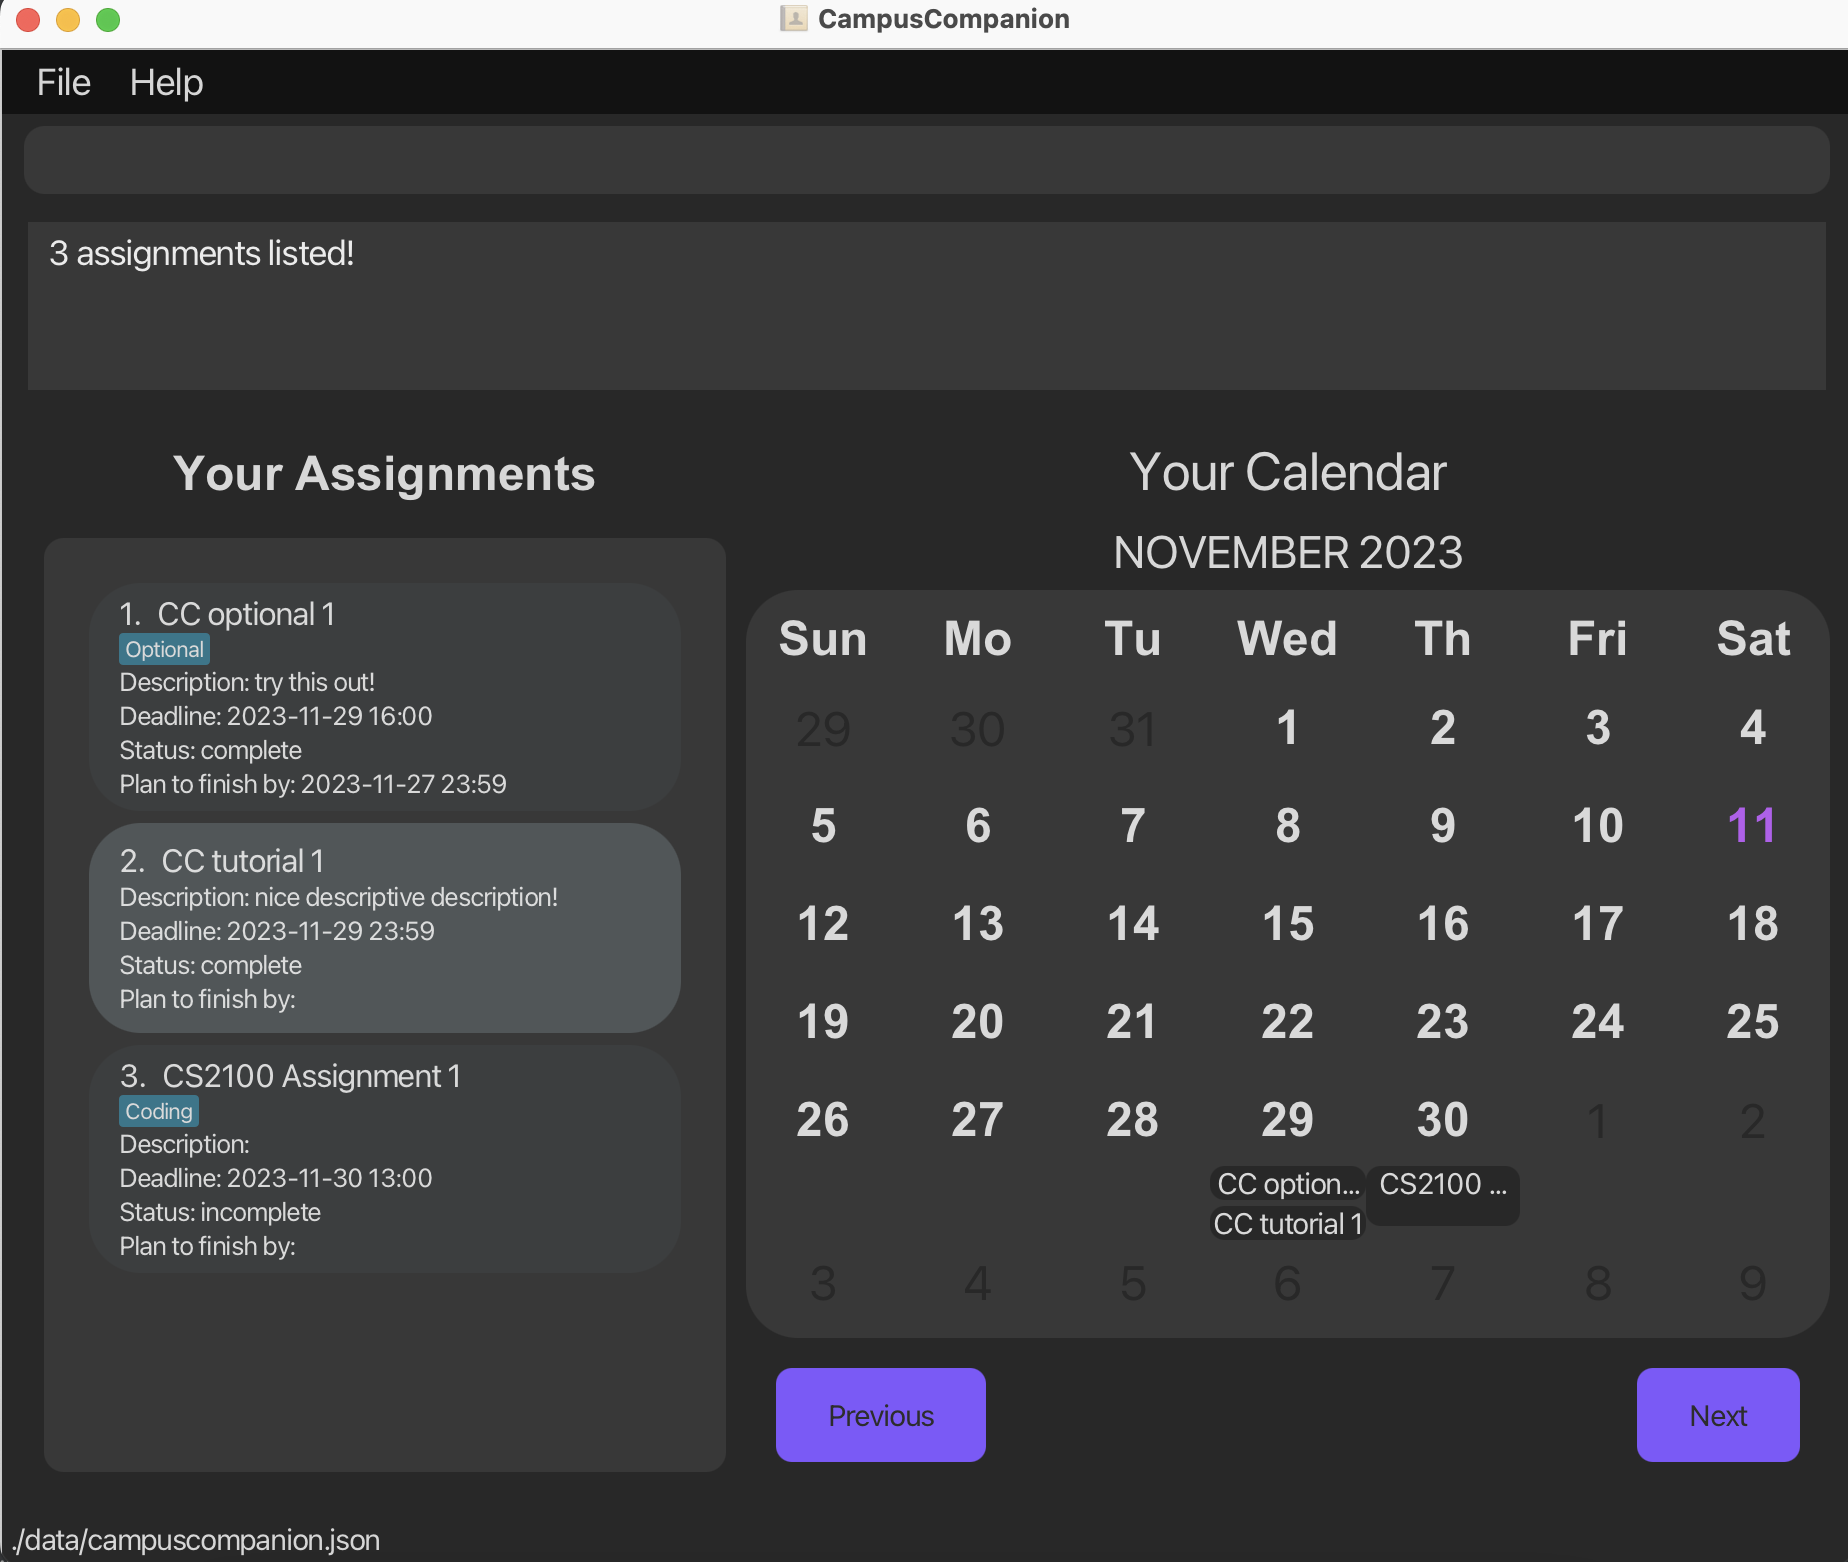 CampusCompanion
File Help
3 assignments listed!
Your Assignments
1. CC optional 1
Optional
Description: try this out!
Deadline: 2023-11-29 16:00
Status: complete
Plan to finish by: 2023-11-27 23:59
2. CC tutorial 1
Description: nice descriptive description!
Deadline: 2023-11-29 23:59
Status: complete
Plan to finish by:
3. CS2100 Assignment 1
Coding
Description:
Deadline: 2023-11-30 13:00
Status: incomplete
Plan to finish by:
Your Calendar
NOVEMBER 2023
Sun Mo Tu Wed Th Fri Sat
29 30 31 1 2 3 4
5 6 7 8 9 10 11
12 13 14 15 16 17 18
19 20 21 22 23 24 25
26 27 28 29 30 1 2
CC option... CS2100 ...
CC tutorial 1
3 4 5 6 7 8 9
Previous Next
./data/campuscompanion.json